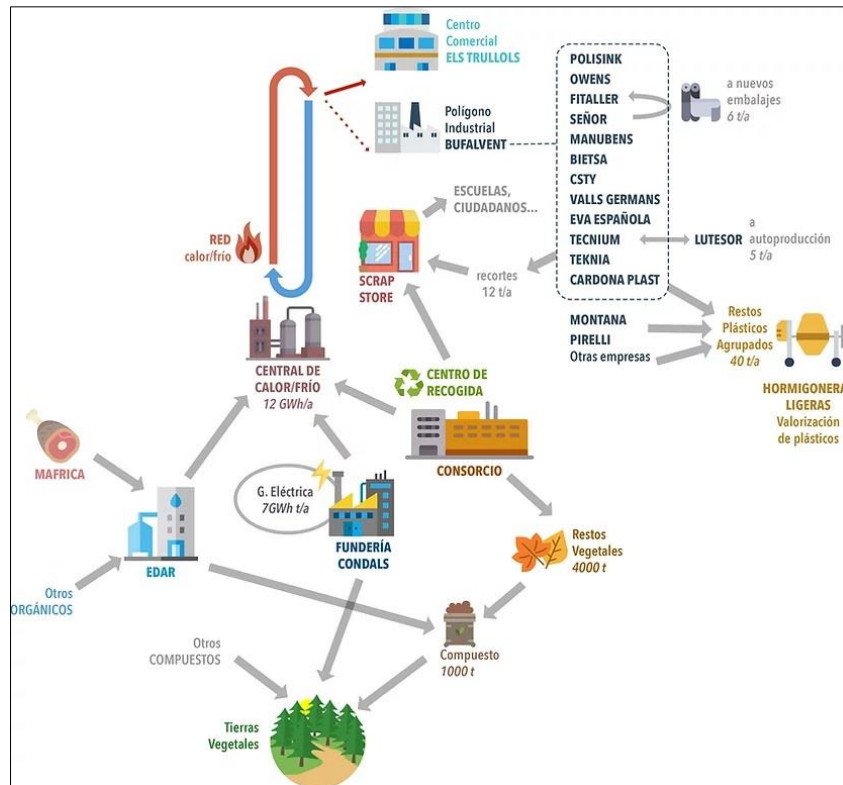 Centro
Comercial
ELS TRULLOLS
Polígono
Industrial
BUFALVENT
POLISINK
OWENS
FITALLER
SEÑOR
MANUBENS
BIETSA
CSTY
VALLS GERMANS
EVA ESPAÑOLA
TECNIUM
TEKNIA
CARDONA PLAST
a nuevos
embalajes
6 t/a
LUTESOR
a
autoproducción
5 t/a
ESCUELAS,
CIUDADANOS...
RED
calor/frío
SCRAP
STORE
recortes
12 t/a
MONTANA
PIRELLI
Otras empresas
Restos
Plásticos
Agrupados
40 t/a
HORMIGONERA
LIGERAS
Valorización
de plásticos
CENTRAL DE
CALOR/FRÍO
12 GWh/a
CENTRO DE
RECOGIDA
CONSORCIO
MAFRICA
G. Eléctrica
7GWh t/a
FUNDERÍA
CONDALS
EDAR
Restos
Vegetales
4000 t
Otros
ORGÁNICOS
Otros
COMPUESTOS
Compuesto
1000 t
Tierras
Vegetales